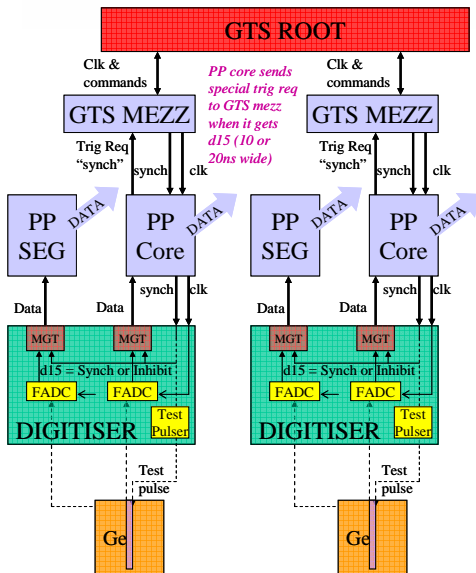 GTS ROOT
Clk &
commands
PP core sends
special trig req
to GTS mezz
when it gets
d15 (10 or
20ns wide)
Clk &
commands
GTS MEZZ
GTS MEZZ
Trig Req
“synch”
synch
clk
Trig Req
“synch”
synch
clk
PP
SEG
DATA
PP
Core
DATA
PP
SEG
DATA
PP
Core
DATA
Data
Data
synch
clk
Data
Data
synch
clk
MGT
MGT
MGT
MGT
d15 = Synch or Inhibit
d15 = Synch or Inhibit
FADC
FADC
FADC
FADC
Test
Pulser
Test
Pulser
DIGITISER
DIGITISER
Test
pulse
Test
pulse
Ge
Ge